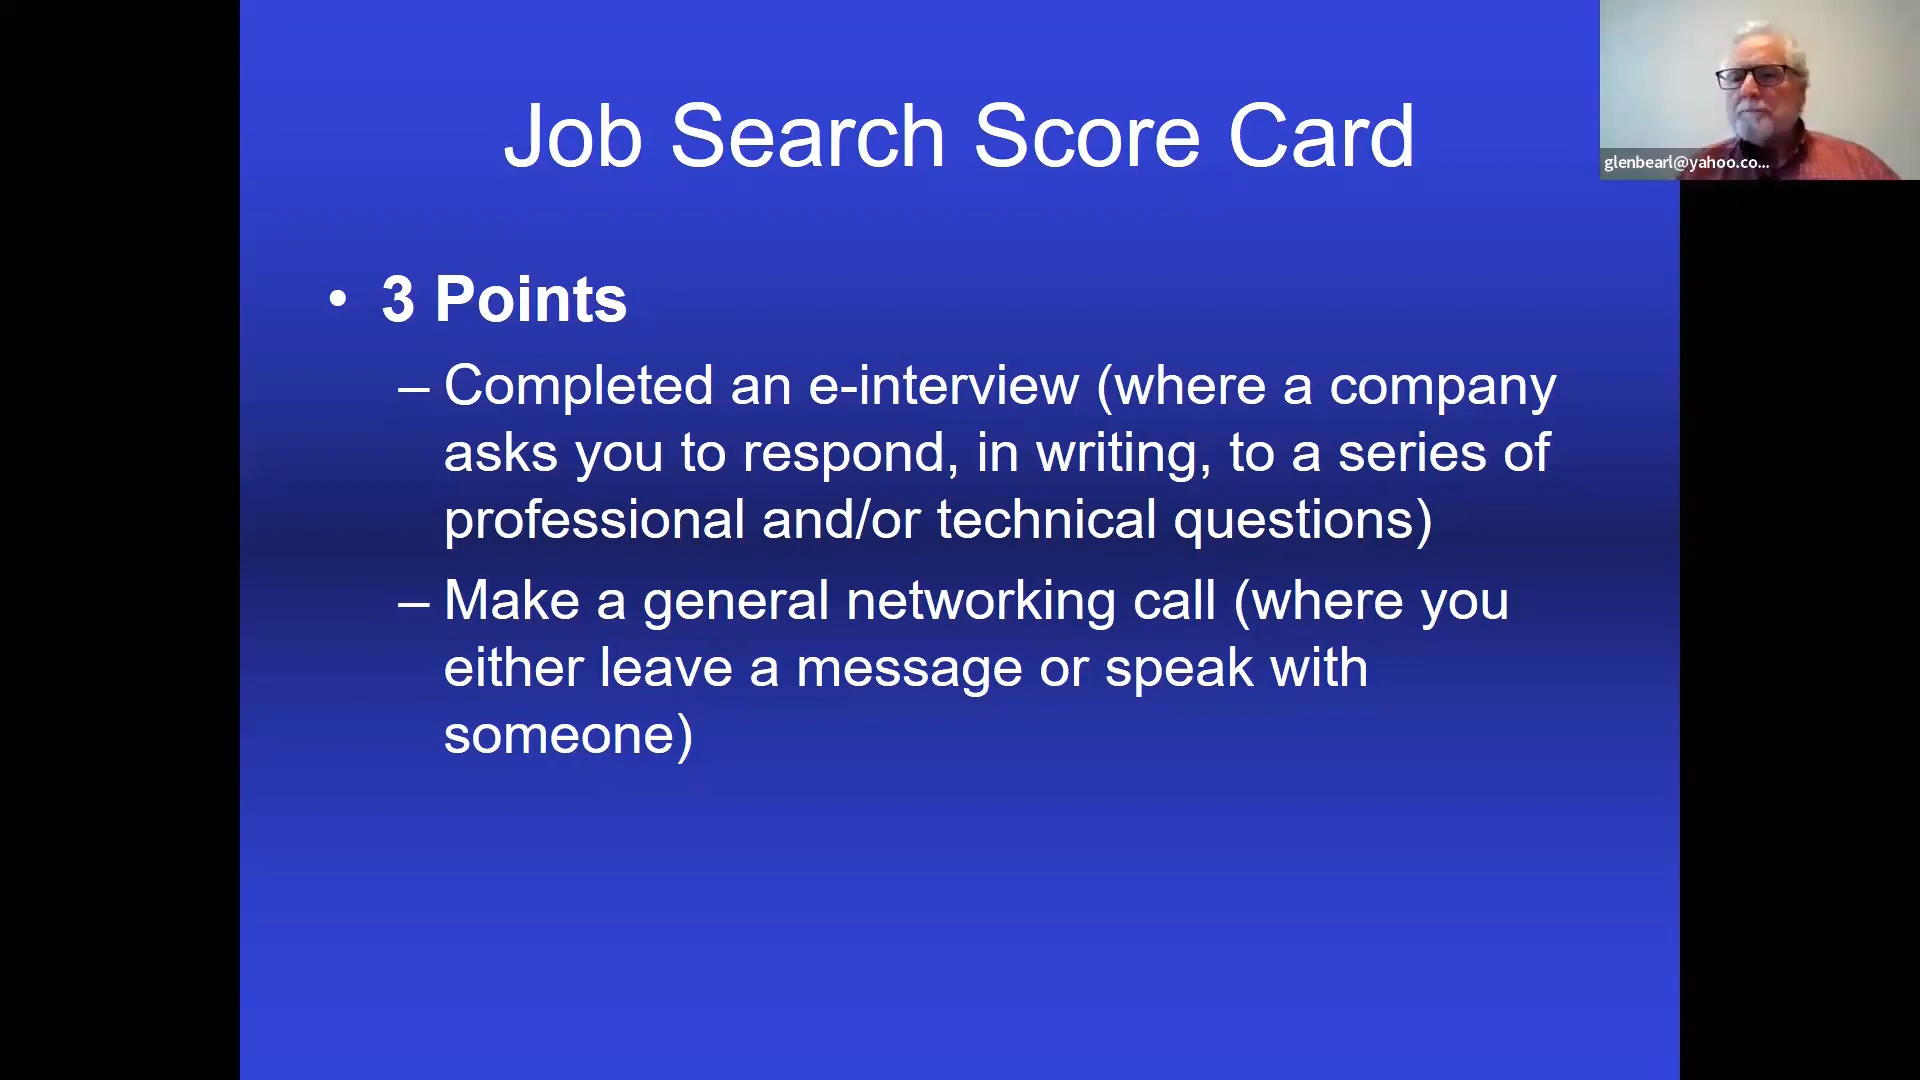 Job Search Score Card
glenbearl@yahoo.co...
• 3 Points
– Completed an e-interview (where a company
asks you to respond, in writing, to a series of
professional and/or technical questions)
– Make a general networking call (where you
either leave a message or speak with
someone)